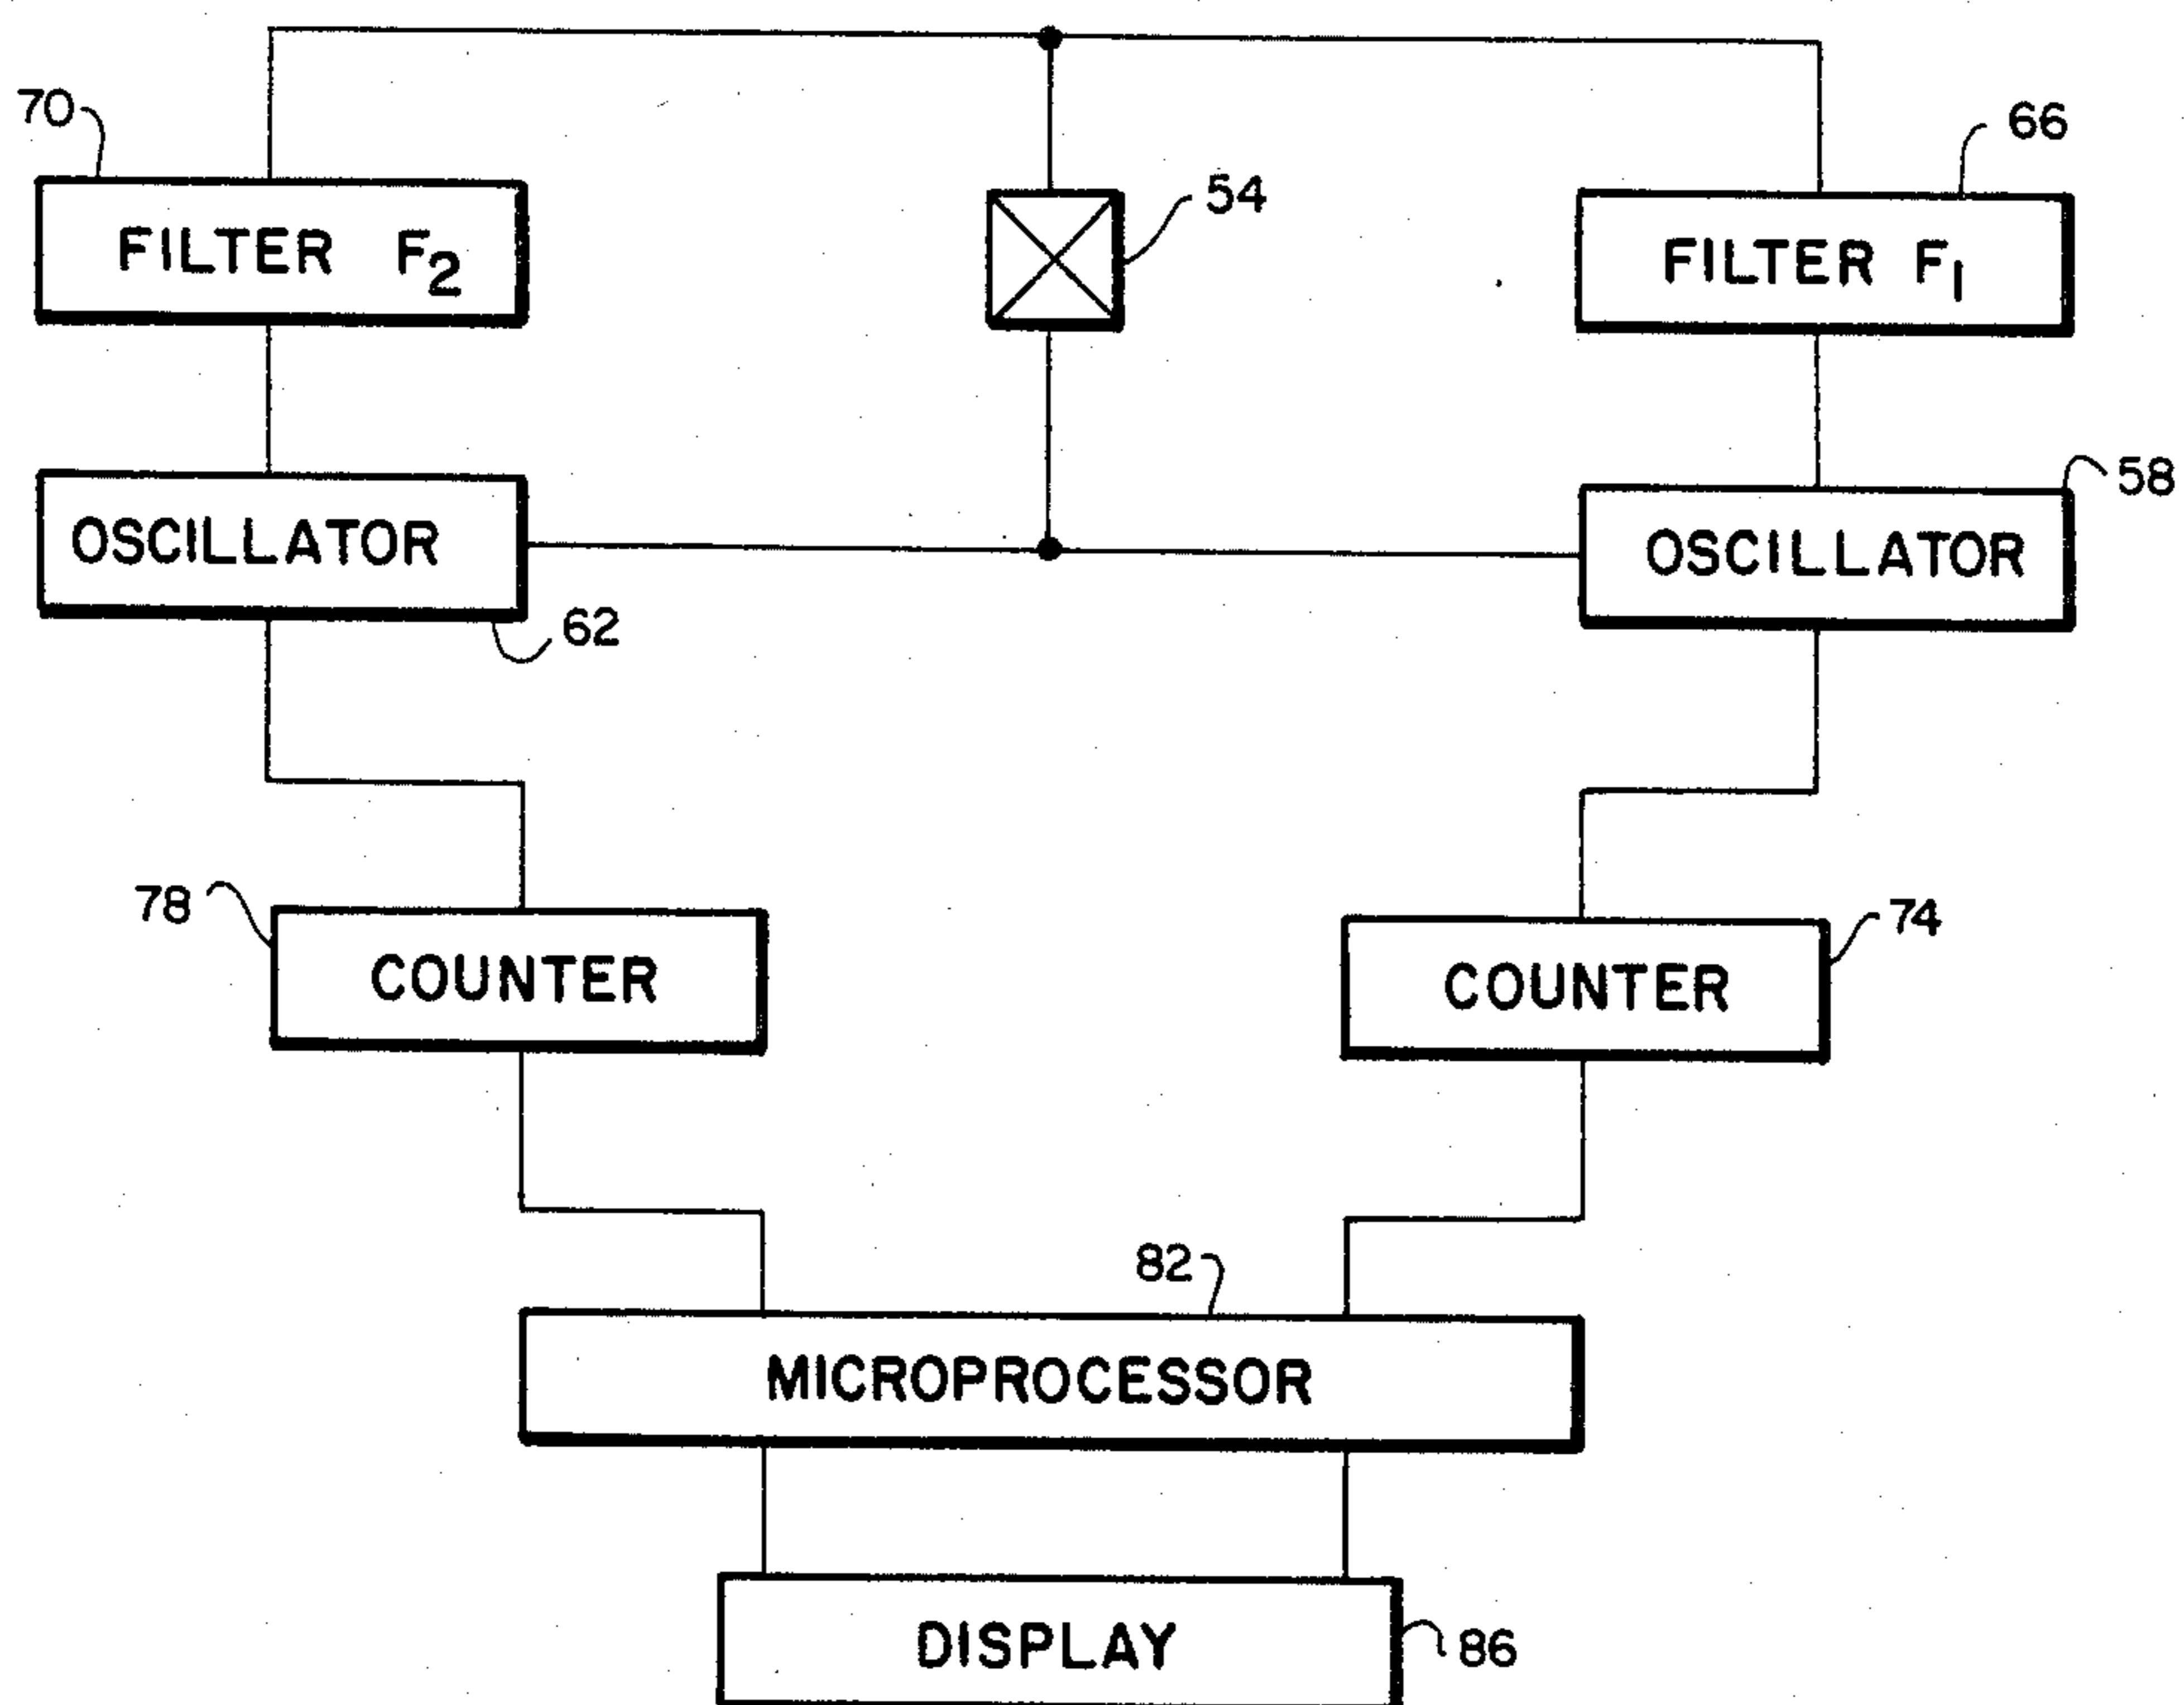 70
66
FILTER F2
54
FILTER F1
58
OSCILLATOR
OSCILLATOR
62
78
74
COUNTER
COUNTER
82
MICROPROCESSOR
DISPLAY
86